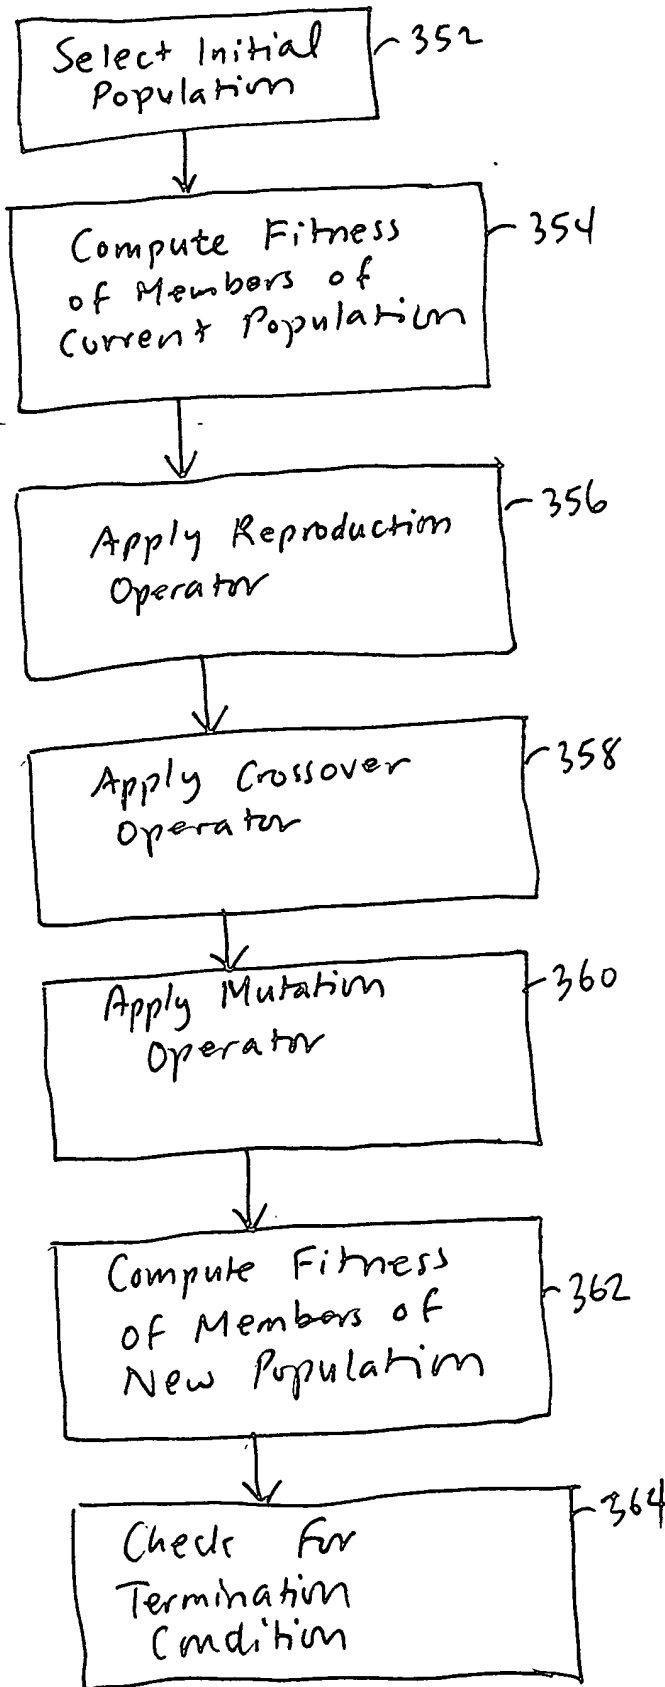 Select Initial
Population
352
Compute Fitness
of Members of
Current Population
354
Apply Reproduction
Operator
356
Apply Crossover
Operator
358
Apply Mutation
Operator
360
Compute Fitness
of Members of
New Population
362
Check for
Termination
Condition
364